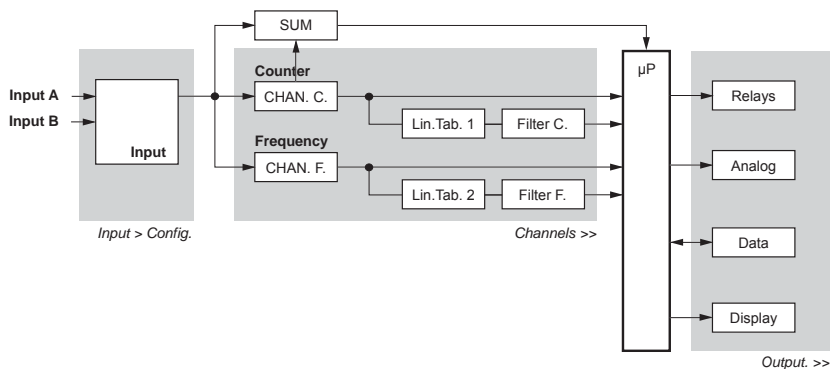 SUM
Counter
µP
Input A
CHAN. C.
Relays
Input B
Lin.Tab. 1
Filter C.
Input
Frequency
CHAN. F.
Analog
Lin.Tab. 2
Filter F.
Input > Config.
Channels >>
Data
Display
Output. >>